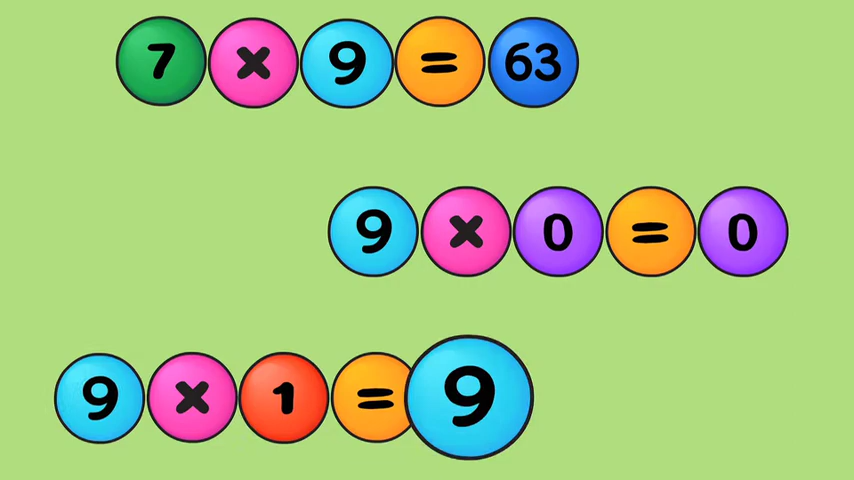 7 × 9 = 63
9 × 0 = 0
9 × 1 = 9